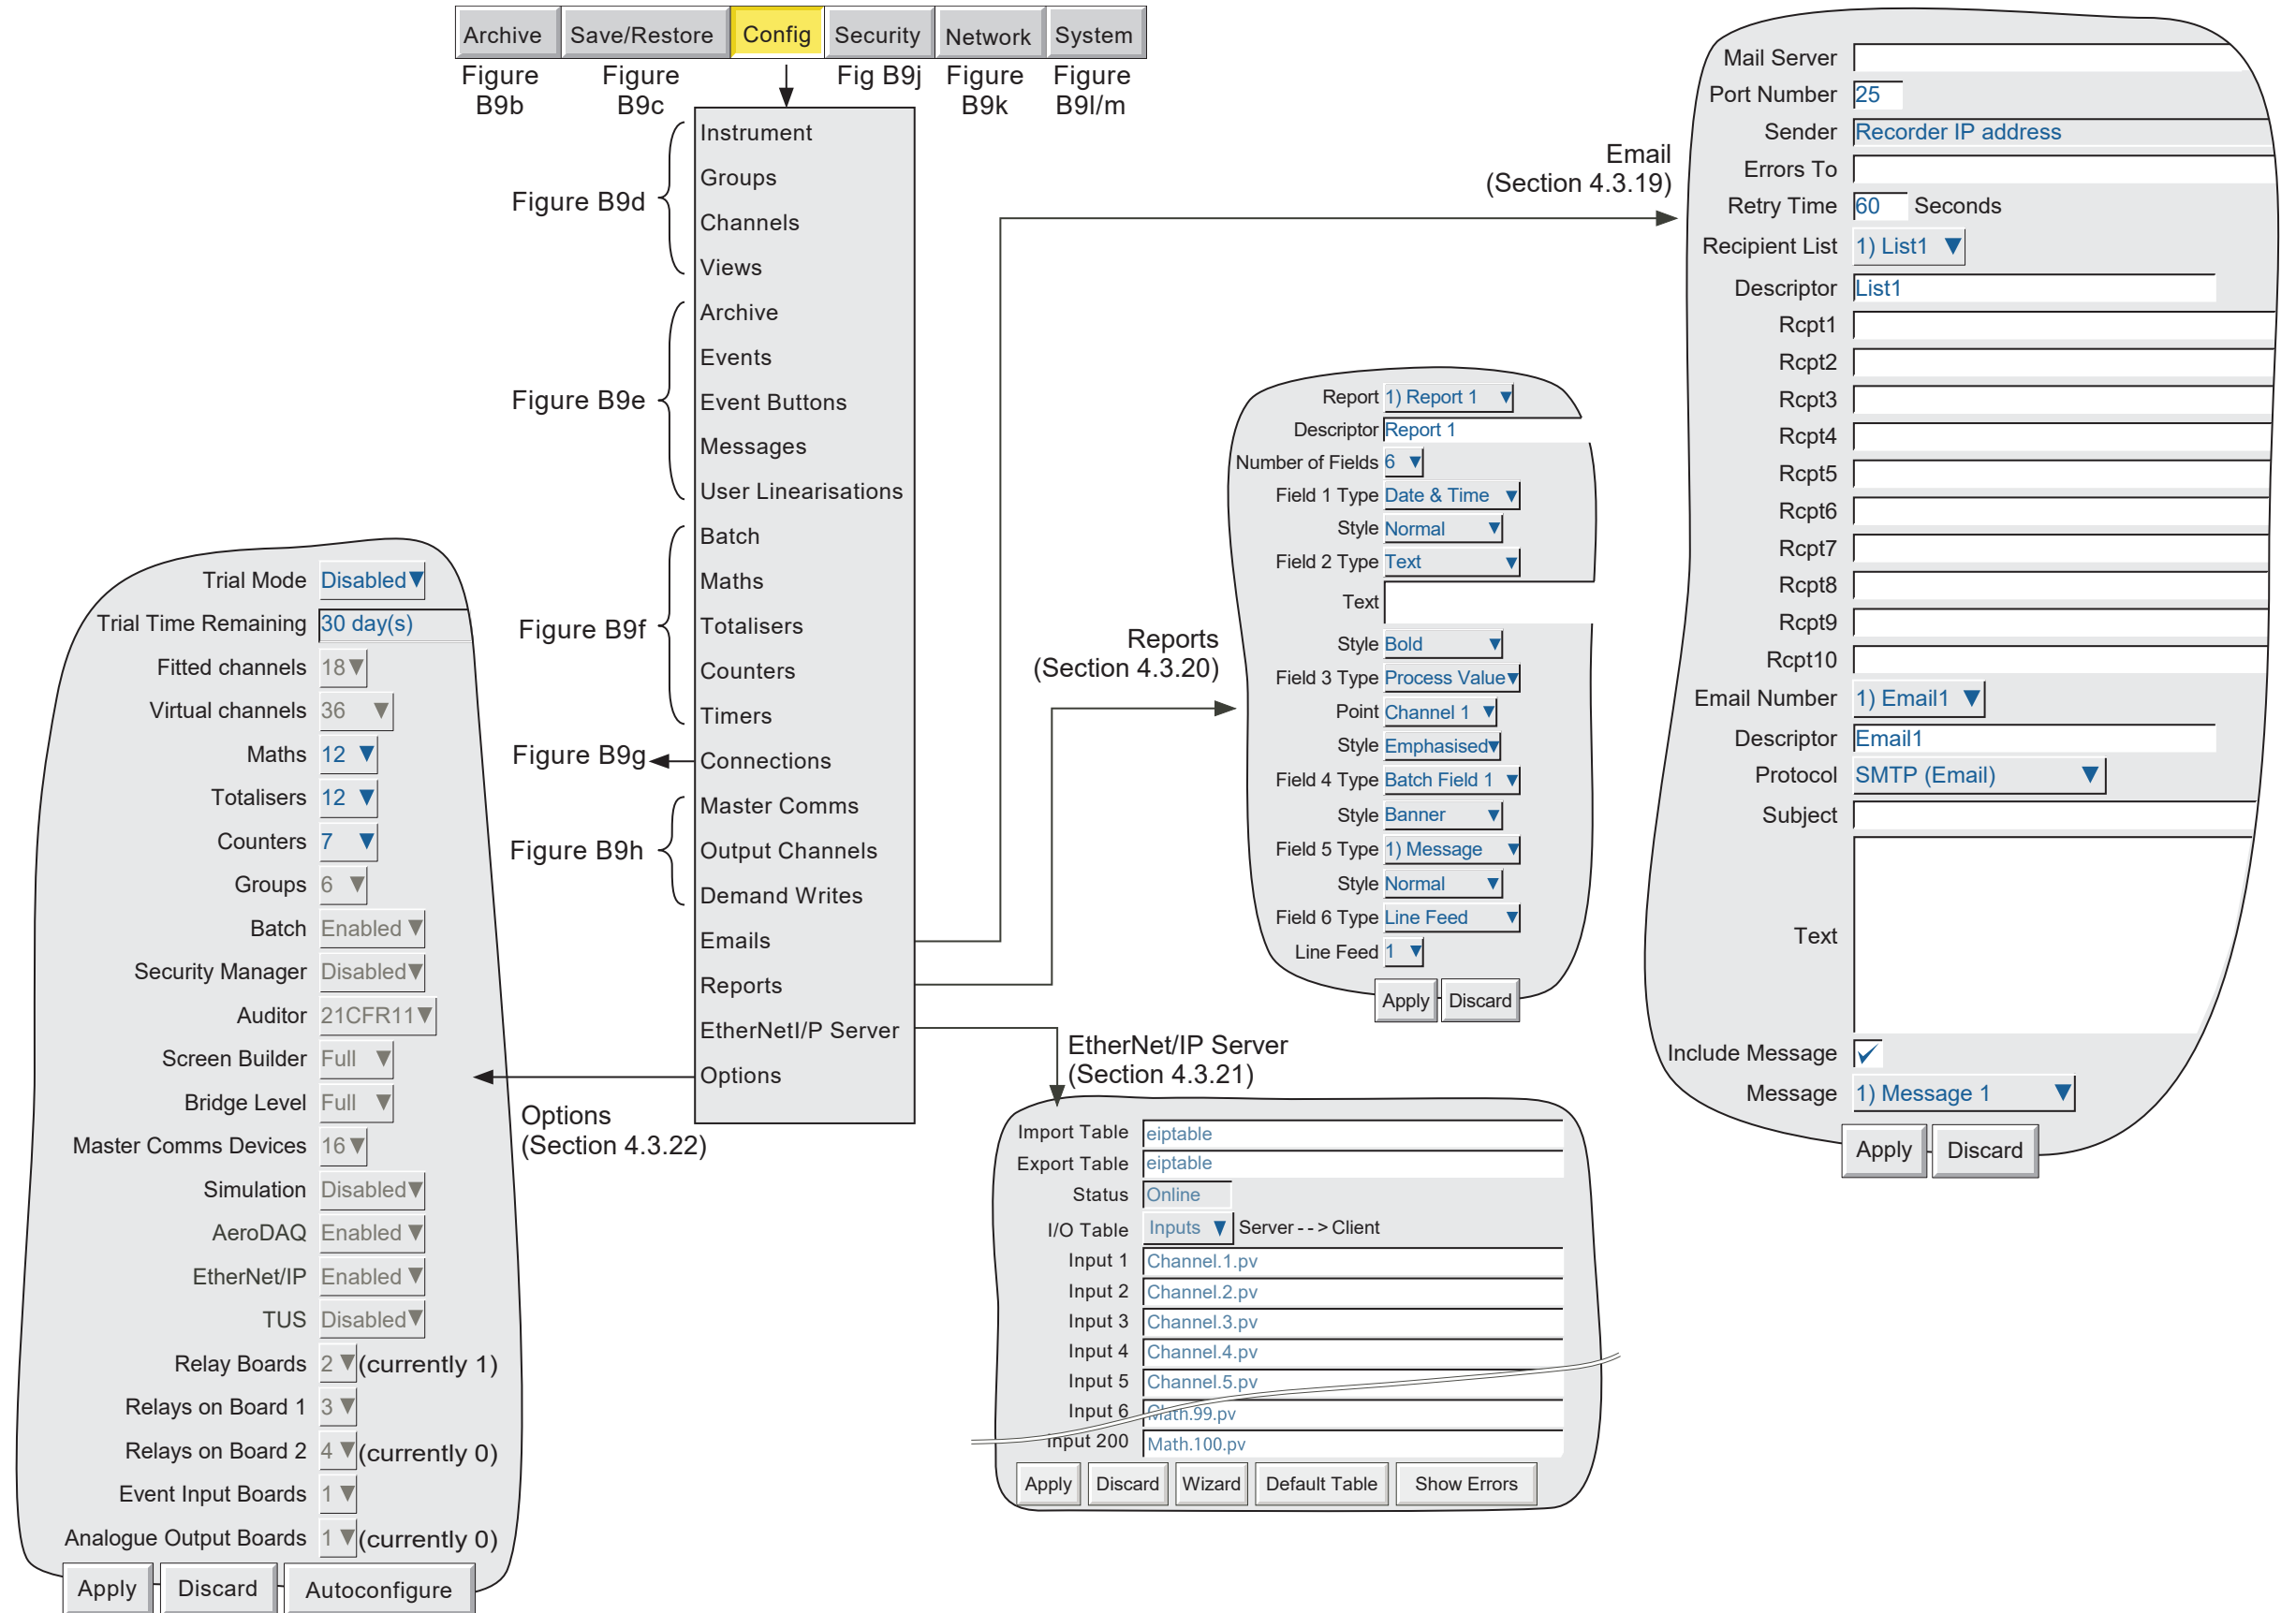 Archive Save/Restore Config Security Network System
Figure B9b
Figure B9c
Fig B9j
Figure B9k
Figure B9l/m
Instrument
Groups
Channels
Views
Archive
Events
Event Buttons
Messages
User Linearisations
Batch
Maths
Totalisers
Counters
Timers
Connections
Master Comms
Output Channels
Demand Writes
Emails
Reports
EtherNetI/P Server
Options
Figure B9d
Figure B9e
Figure B9f
Figure B9g
Figure B9h
Email
(Section 4.3.19)
Reports
(Section 4.3.20)
EtherNet/IP Server
(Section 4.3.21)
Options
(Section 4.3.22)
Trial Mode Disabled
Trial Time Remaining 30 day(s)
Fitted channels 18
Virtual channels 36
Maths 12
Totalisers 12
Counters 7
Groups 6
Batch Enabled
Security Manager Disabled
Auditor 21CFR11
Screen Builder Full
Bridge Level Full
Master Comms Devices 16
Simulation Disabled
AeroDAQ Enabled
EtherNet/IP Enabled
TUS Disabled
Relay Boards 2 (currently 1)
Relays on Board 1 3
Relays on Board 2 4 (currently 0)
Event Input Boards 1
Analogue Output Boards 1 (currently 0)
Apply Discard Autoconfigure
Report 1) Report 1
Descriptor Report 1
Number of Fields 6
Field 1 Type Date & Time
Style Normal
Field 2 Type Text
Text
Style Bold
Field 3 Type Process Value
Point Channel 1
Style Emphasised
Field 4 Type Batch Field 1
Style Banner
Field 5 Type 1) Message
Style Normal
Field 6 Type Line Feed
Line Feed 1
Apply Discard
Import Table eiptable
Export Table eiptable
Status Online
I/O Table Inputs Server - - > Client
Input 1 Channel.1.pv
Input 2 Channel.2.pv
Input 3 Channel.3.pv
Input 4 Channel.4.pv
Input 5 Channel.5.pv
Input 6 Math.99.pv
Input 200 Math.100.pv
Apply Discard Wizard Default Table Show Errors
Mail Server
Port Number 25
Sender Recorder IP address
Errors To
Retry Time 60 Seconds
Recipient List 1) List1
Descriptor List1
Rcpt1
Rcpt2
Rcpt3
Rcpt4
Rcpt5
Rcpt6
Rcpt7
Rcpt8
Rcpt9
Rcpt10
Email Number 1) Email1
Descriptor Email1
Protocol SMTP (Email)
Subject
Text
Include Message
Message 1) Message 1
Apply Discard